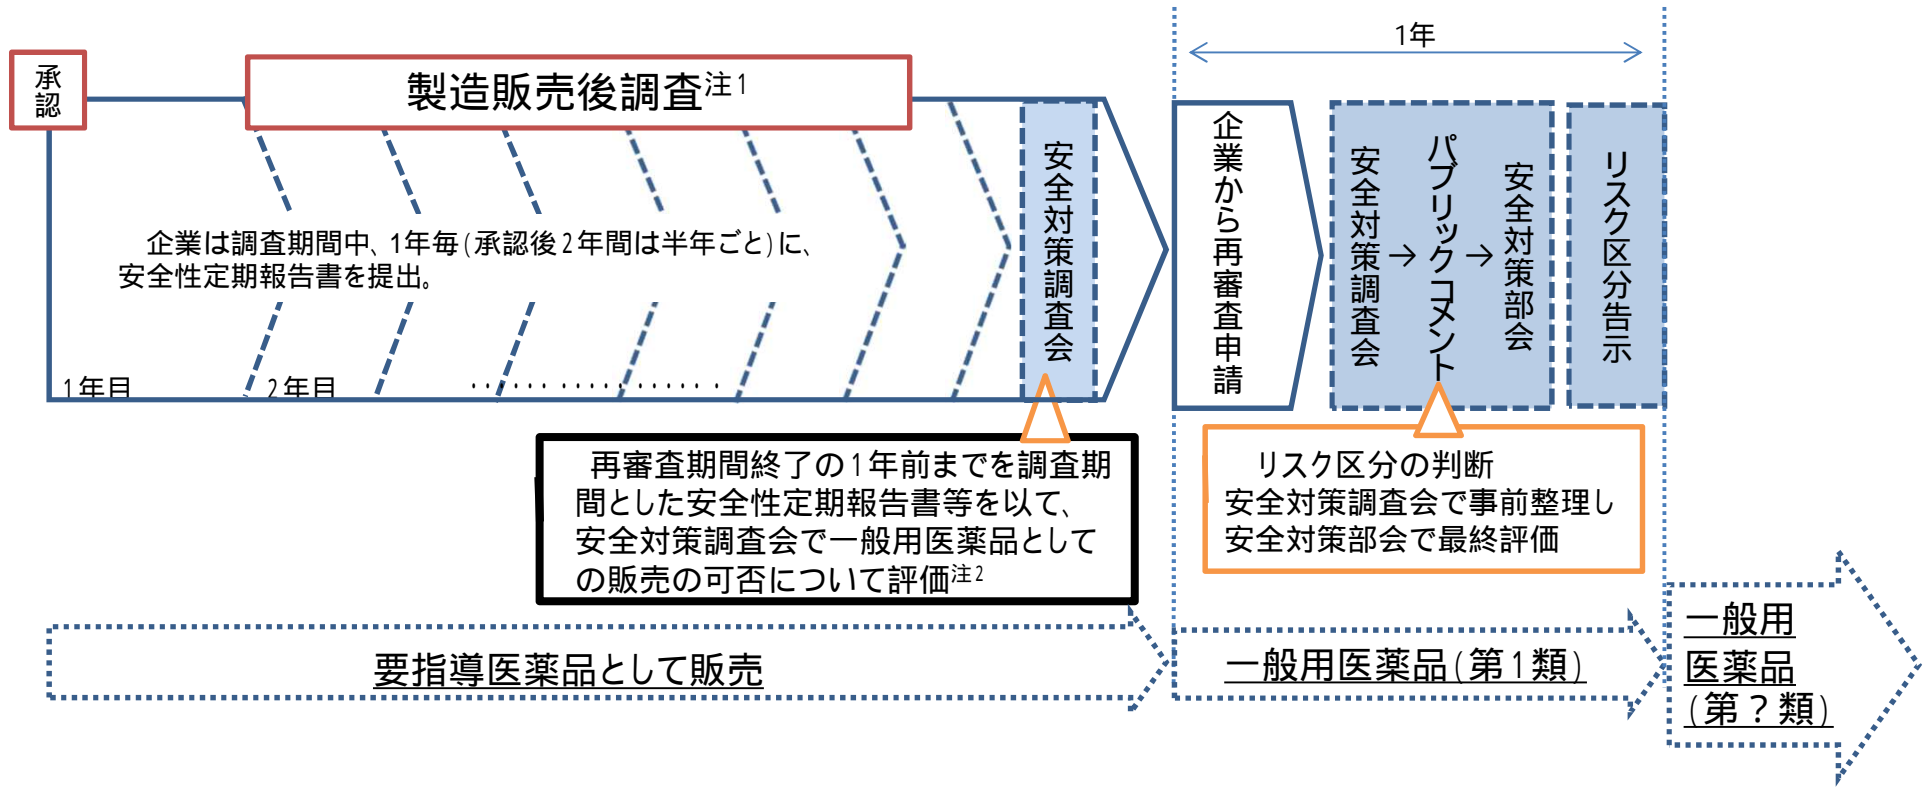 1年
承認
製造販売後調査注1
企業は調査期間中、1年毎(承認後2年間は半年ごと)に、
安全性定期報告書を提出。
1年目
2年目
‥‥‥‥‥‥‥‥
安全対策調査会
企業から再審査申請
安全対策調査会
→
パブリックコメント
→
安全対策部会
リスク区分告示
再審査期間終了の1年前までを調査期
間とした安全性定期報告書等を以て、
安全対策調査会で一般用医薬品として
の販売の可否について評価注2
リスク区分の判断
安全対策調査会で事前整理し
安全対策部会で最終評価
要指導医薬品として販売
一般用医薬品(第1類)
一般用
医薬品
(第？類)